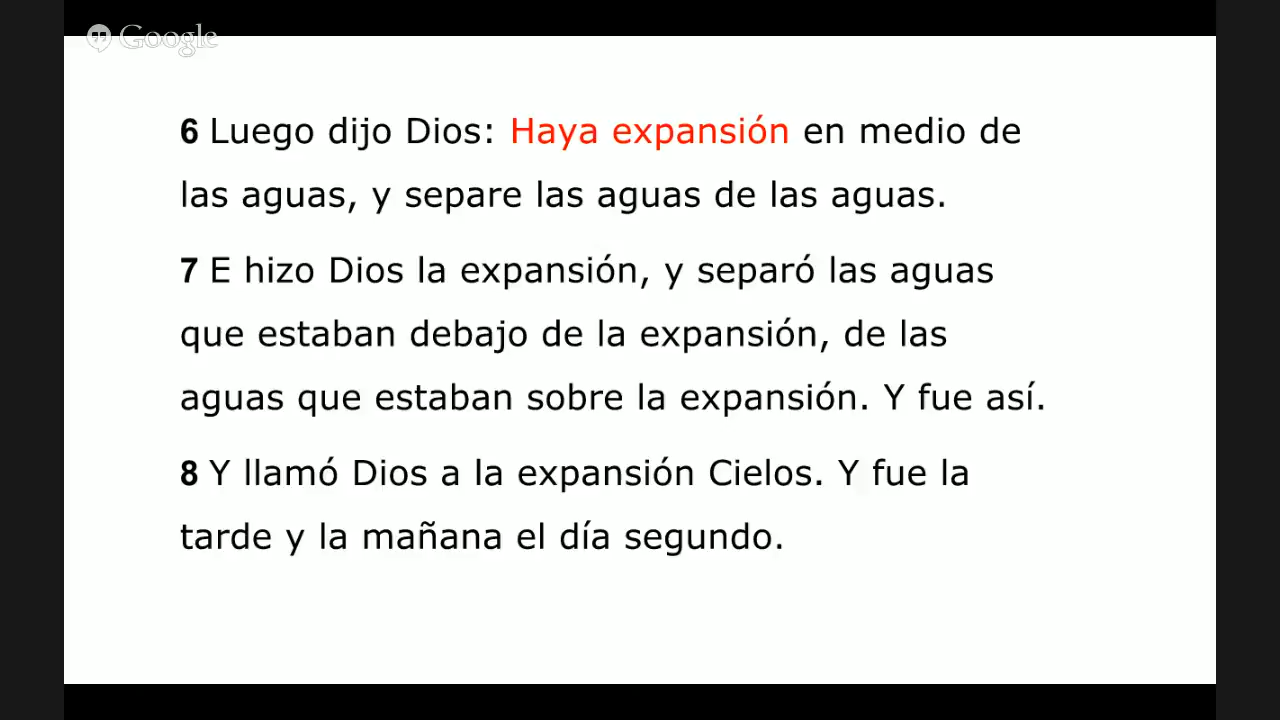 Google
6 Luego dijo Dios: Haya expansión en medio de
las aguas, y separe las aguas de las aguas.
7 E hizo Dios la expansión, y separó las aguas
que estaban debajo de la expansión, de las
aguas que estaban sobre la expansión. Y fue así.
8 Y llamó Dios a la expansión Cielos. Y fue la
tarde y la mañana el día segundo.